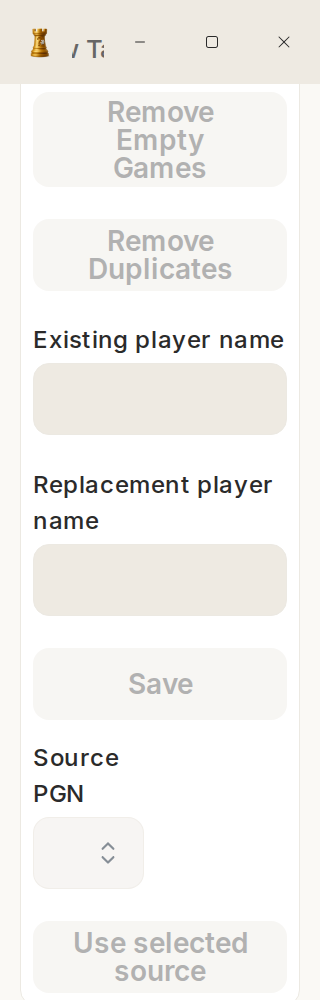 Remove
Empty
Games
Remove
Duplicates
Existing player name
Replacement player
name
Save
Source
PGN
Use selected
source